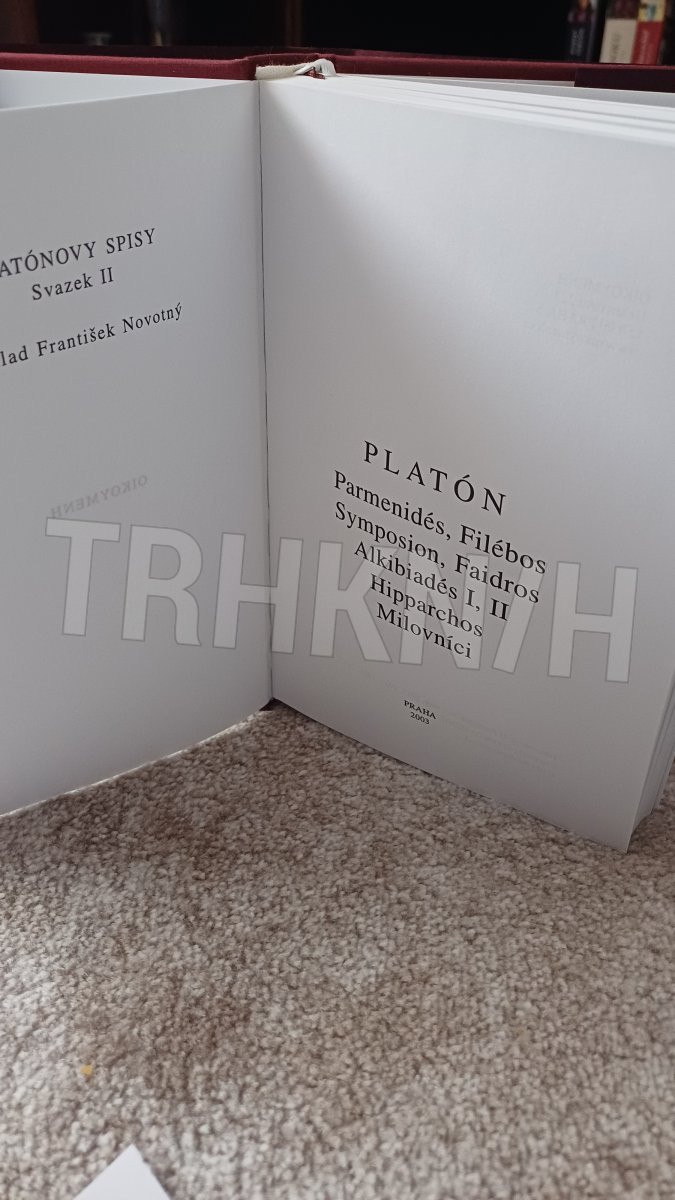 ATÓNOVY SPISY
Svazek II
lad František Novotný
ΟΙΚΟΥΜΕΝΗ
PLATÓN
Parmenidés, Filébos
Symposion, Faidros
Alkibiadés I, II
Hipparchos
Milovníci
PRAHA
2003
TRHKNIH